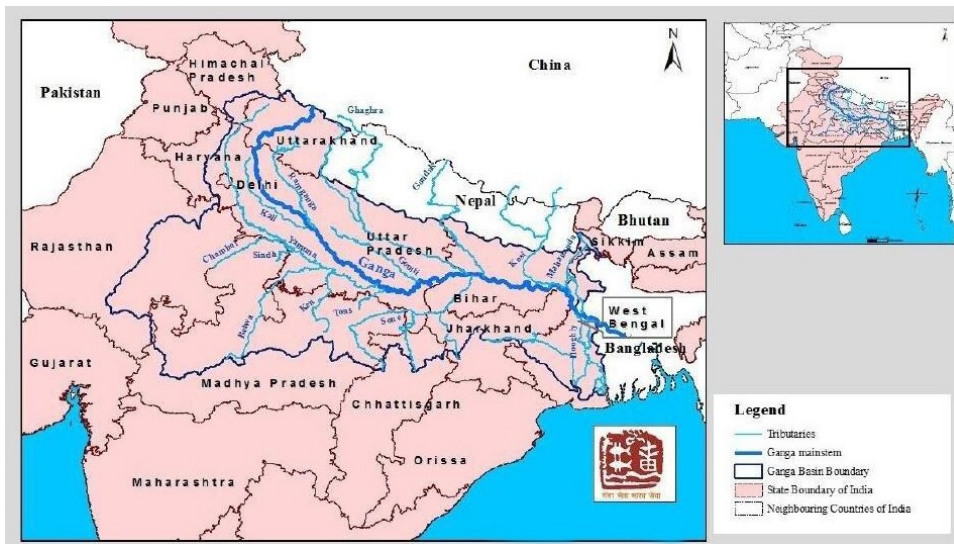 N
China
Himachal
Pradesh
Pakistan
Punjab
Ghaghra
Uttarakhand
Haryana
Delhi
Ramganga
Gandak
Nepal
Bhutan
Kali
Rajasthan
Uttar
Pradesh
Kosi
Mahananda
Sikkim
Assam
Chambal
Sindh
Yamuna
Ganga
Gomti
Bihar
Betwa
Ken
Tons
Sone
West
Bengal
Jharkhand
Hooghly
Bangladesh
Gujarat
Madhya Pradesh
Chhattisgarh
Orissa
Maharashtra
Legend
Tributaries
Ganga mainstem
Ganga Basin Boundary
State Boundary of India
Neighbouring Countries of India